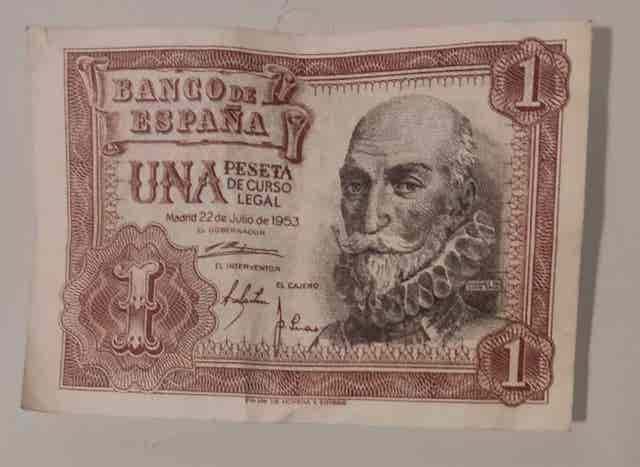 BANCO DE
ESPAÑA
1
UNA PESETA
DE CURSO
LEGAL
Madrid 22 de Julio de 1953
EL GOBERNADOR
EL INTERVENTOR
EL CAJERO
1
1